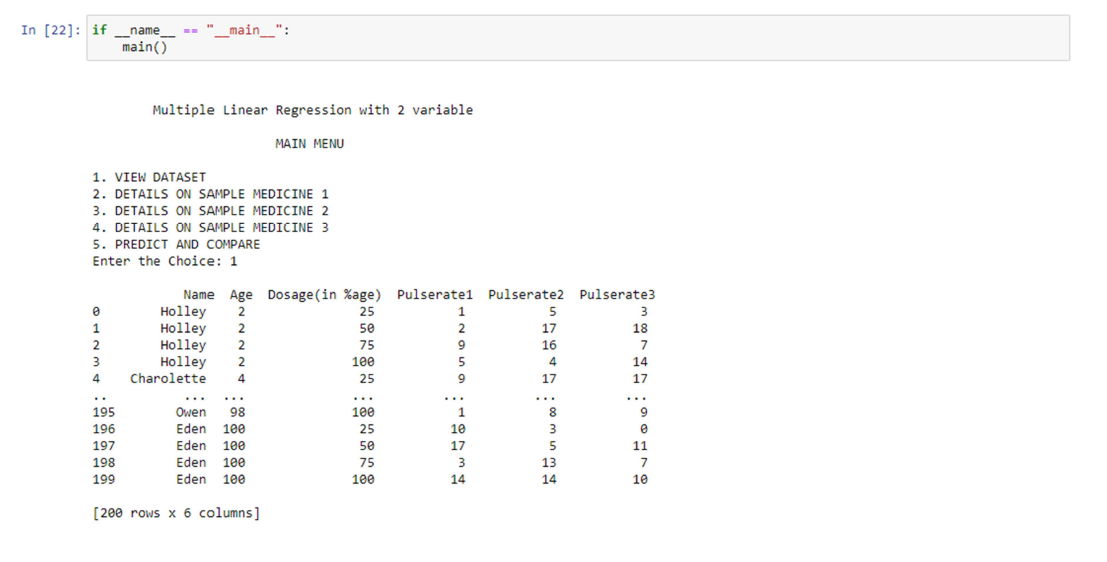 In [22]: if __name__ == "__main__":
main()
Multiple Linear Regression with 2 variable
MAIN MENU
1. VIEW DATASET
2. DETAILS ON SAMPLE MEDICINE 1
3. DETAILS ON SAMPLE MEDICINE 2
4. DETAILS ON SAMPLE MEDICINE 3
5. PREDICT AND COMPARE
Enter the Choice: 1
Name Age Dosage(in %age) Pulserate1 Pulserate2 Pulserate3
0 Holley 2 25 1 5 3
1 Holley 2 50 2 17 18
2 Holley 2 75 9 16 7
3 Holley 2 100 5 4 14
4 Charolette 4 25 9 17 17
.. ... ... ... ... ... ...
195 Owen 98 100 1 8 9
196 Eden 100 25 10 3 0
197 Eden 100 50 17 5 11
198 Eden 100 75 3 13 7
199 Eden 100 100 14 14 10
[200 rows x 6 columns]